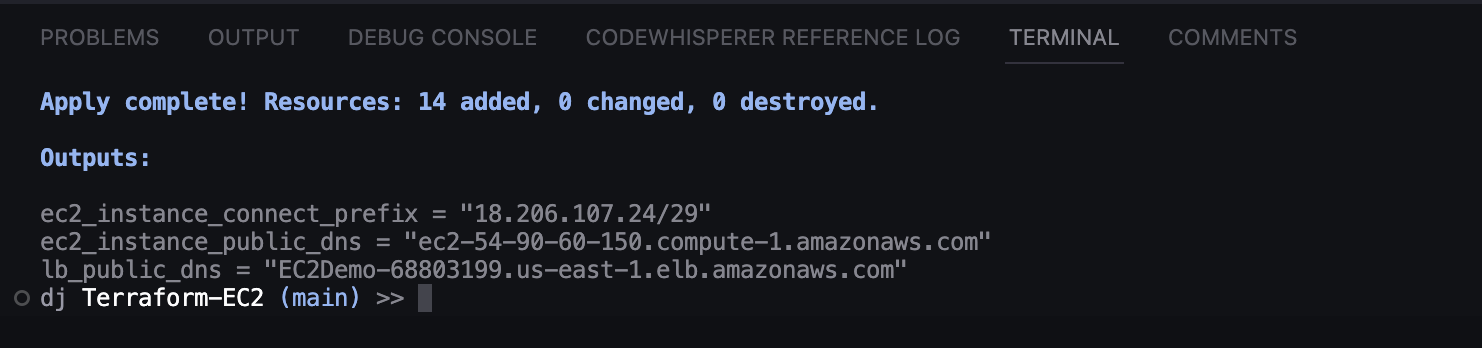 PROBLEMS OUTPUT DEBUG CONSOLE CODEWHISPERER REFERENCE LOG TERMINAL COMMENTS
Apply complete! Resources: 14 added, 0 changed, 0 destroyed.
Outputs:
ec2_instance_connect_prefix = "18.206.107.24/29"
ec2_instance_public_dns = "ec2-54-90-60-150.compute-1.amazonaws.com"
lb_public_dns = "EC2Demo-68803199.us-east-1.elb.amazonaws.com"
dj Terraform-EC2 (main) >>